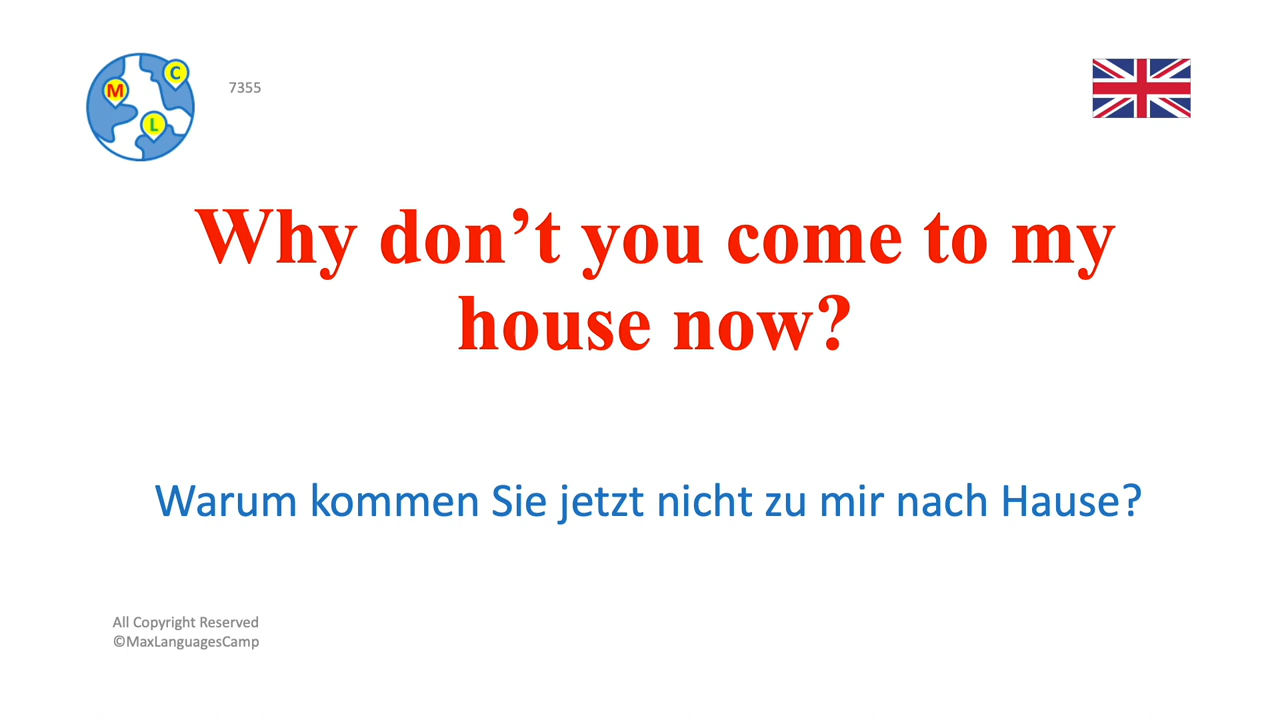 C
M
L
7355
Why don’t you come to my
house now?
Warum kommen Sie jetzt nicht zu mir nach Hause?
All Copyright Reserved
©MaxLanguagesCamp